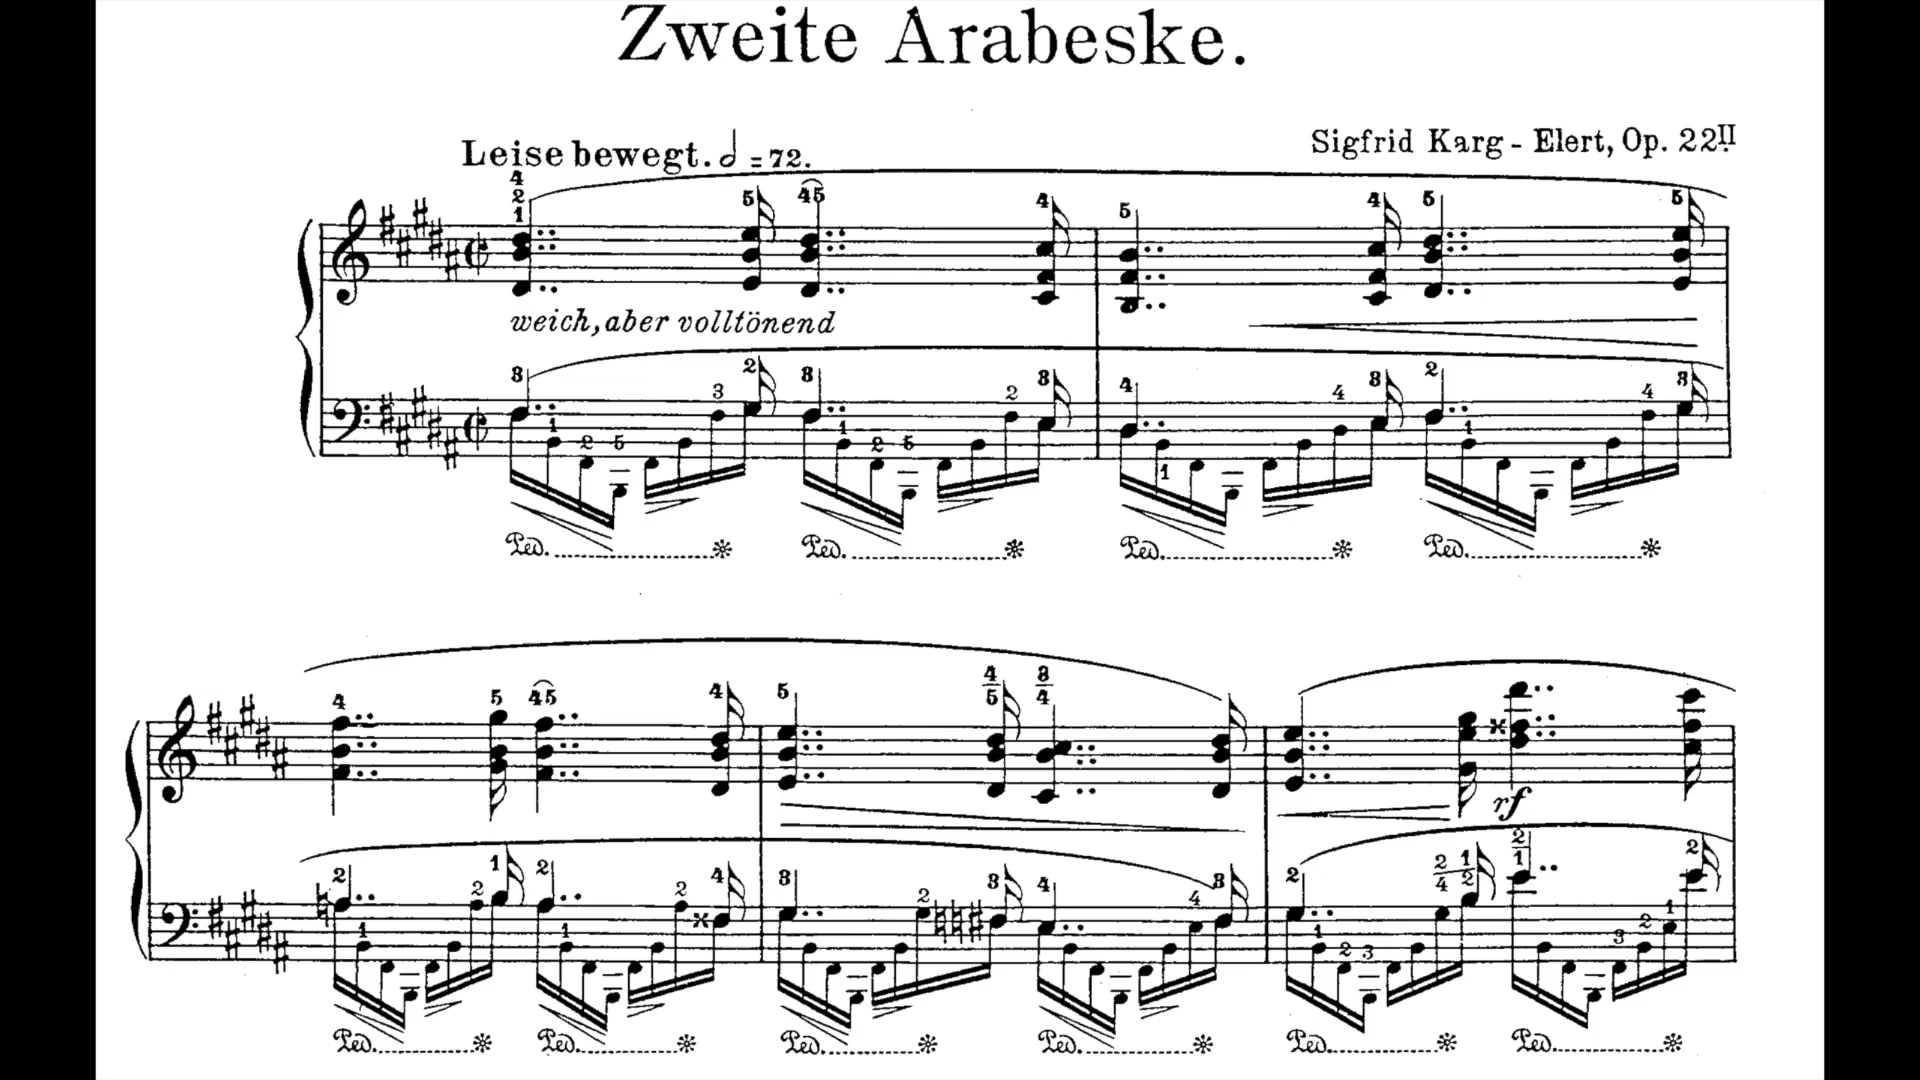 Zweite Arabeske.
Leise bewegt. = 72.
Sigfrid Karg - Elert, Op. 22II.
weich, aber volltönend
Ped. Ped. Ped. Ped.
rf
Ped. Ped. Ped. Ped. Ped. Ped.